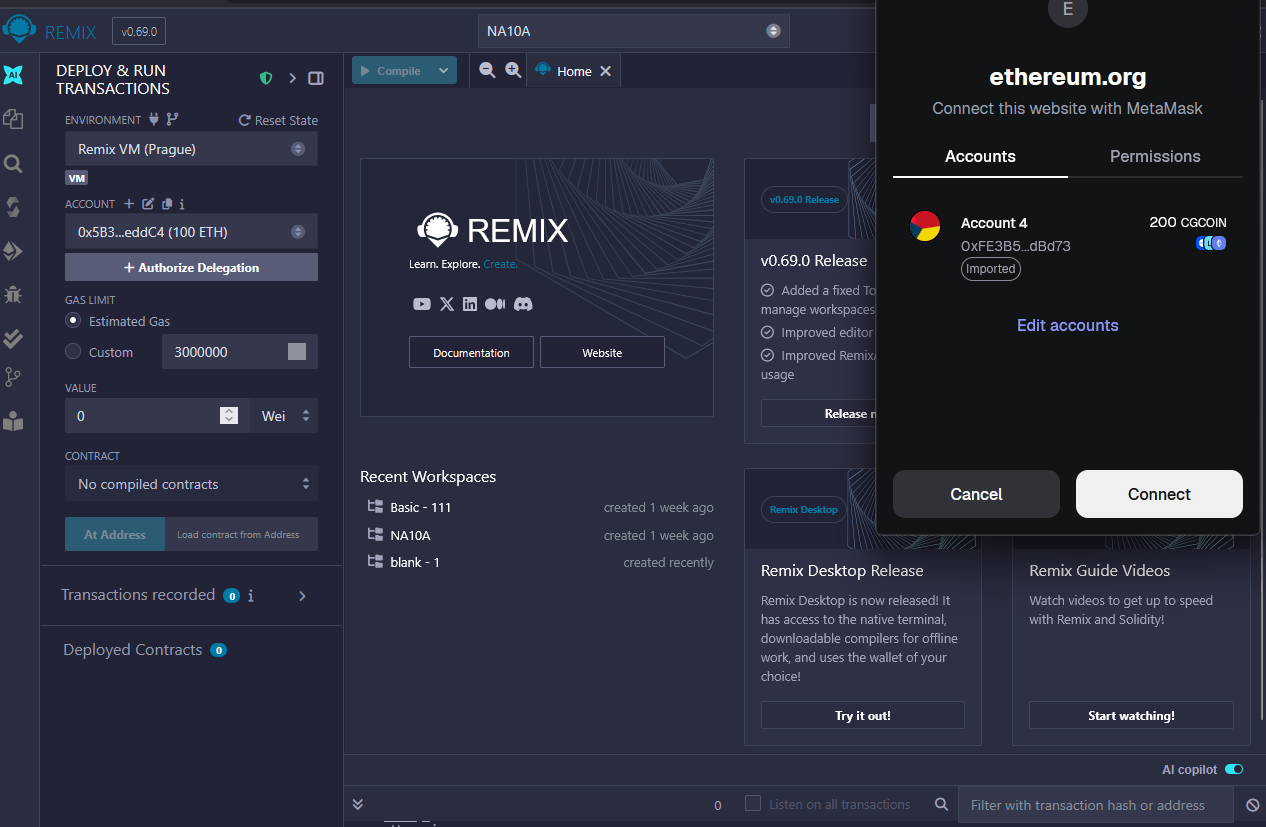 REMIX
v0.69.0
NA10A
DEPLOY & RUN
TRANSACTIONS
ENVIRONMENT
Reset State
Remix VM (Prague)
VM
ACCOUNT
0x5B3...eddC4 (100 ETH)
+ Authorize Delegation
GAS LIMIT
Estimated Gas
Custom
3000000
VALUE
0
Wei
CONTRACT
No compiled contracts
At Address
Load contract from Address
Transactions recorded 0 i
Deployed Contracts 0
Compile
Home
REMIX
Learn. Explore. Create.
Documentation
Website
Recent Workspaces
Basic - 111
created 1 week ago
NA10A
created 1 week ago
blank - 1
created recently
v0.69.0 Release
v0.69.0 Release
Added a fixed To
manage workspaces
Improved editor
Improved Remix
usage
Release n
Remix Desktop
Remix Desktop Release
Remix Desktop is now released! It
has access to the native terminal,
downloadable compilers for offline
work, and uses the wallet of your
choice!
Try it out!
Remix Guide Videos
Watch videos to get up to speed
with Remix and Solidity!
Start watching!
E
ethereum.org
Connect this website with MetaMask
Accounts
Permissions
Account 4
200 CGCOIN
0xFE3B5...dBd73
Imported
Edit accounts
Cancel
Connect
AI copilot
0
Listen on all transactions
Filter with transaction hash or address